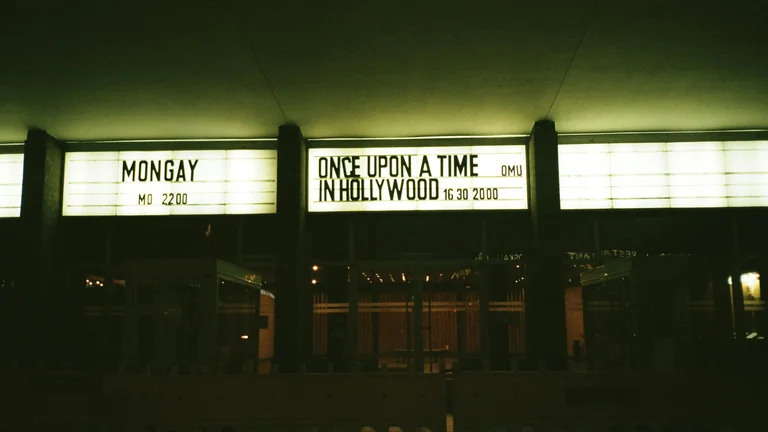 MONGAY
MO 2200
ONCE UPON A TIME OMU
IN HOLLYWOOD 16 30 2000